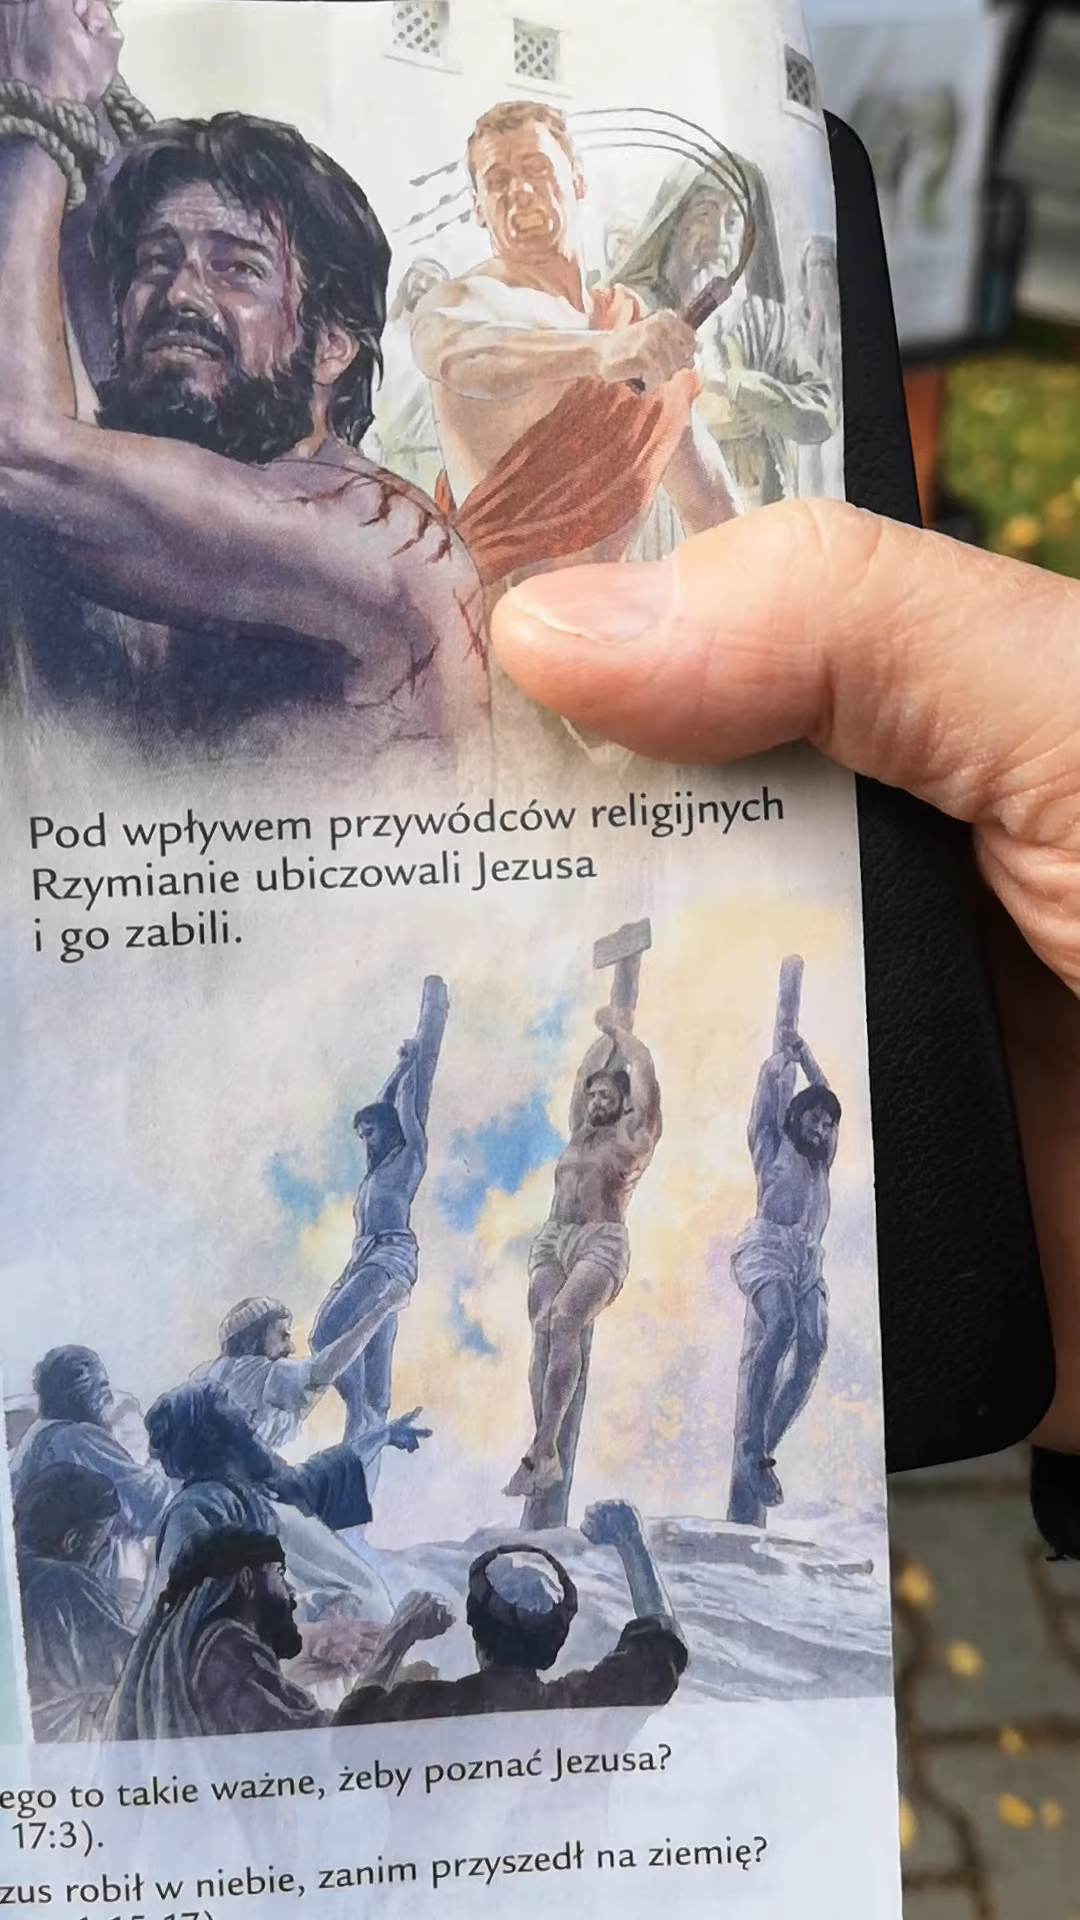 Pod wpływem przywódców religijnych
Rzymianie ubiczowali Jezusa
i go zabili.
ego to takie ważne, żeby poznać Jezusa?
17:3).
zus robił w niebie, zanim przyszedł na ziemię?